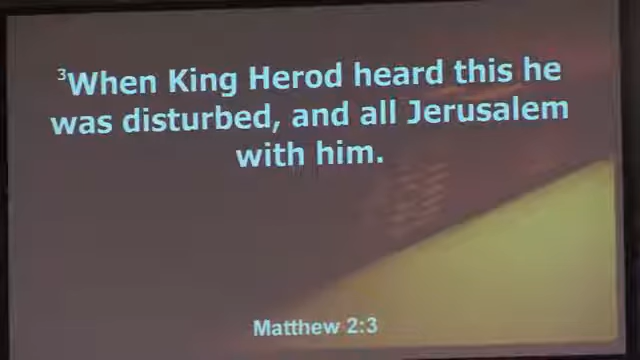 ³When King Herod heard this he
was disturbed, and all Jerusalem
with him.
Matthew 2:3